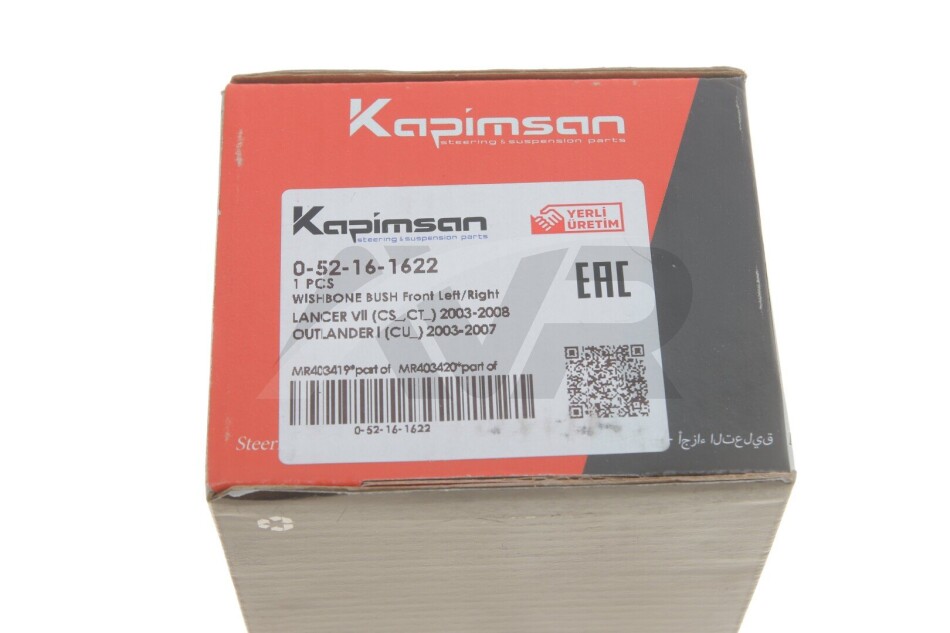 Kapimsan
steering & suspension parts
Kapimsan
steering & suspension parts
YERLİ
ÜRETİM
0-52-16-1622
1 PCS
WISHBONE BUSH Front Left/Right
LANCER VII (CS_,CT_) 2003-2008
OUTLANDER I (CU_) 2003-2007
EAC
MR403419*part of MR403420*part of
0-52-16-1622
Steer
أجزاء التعليق
AVR